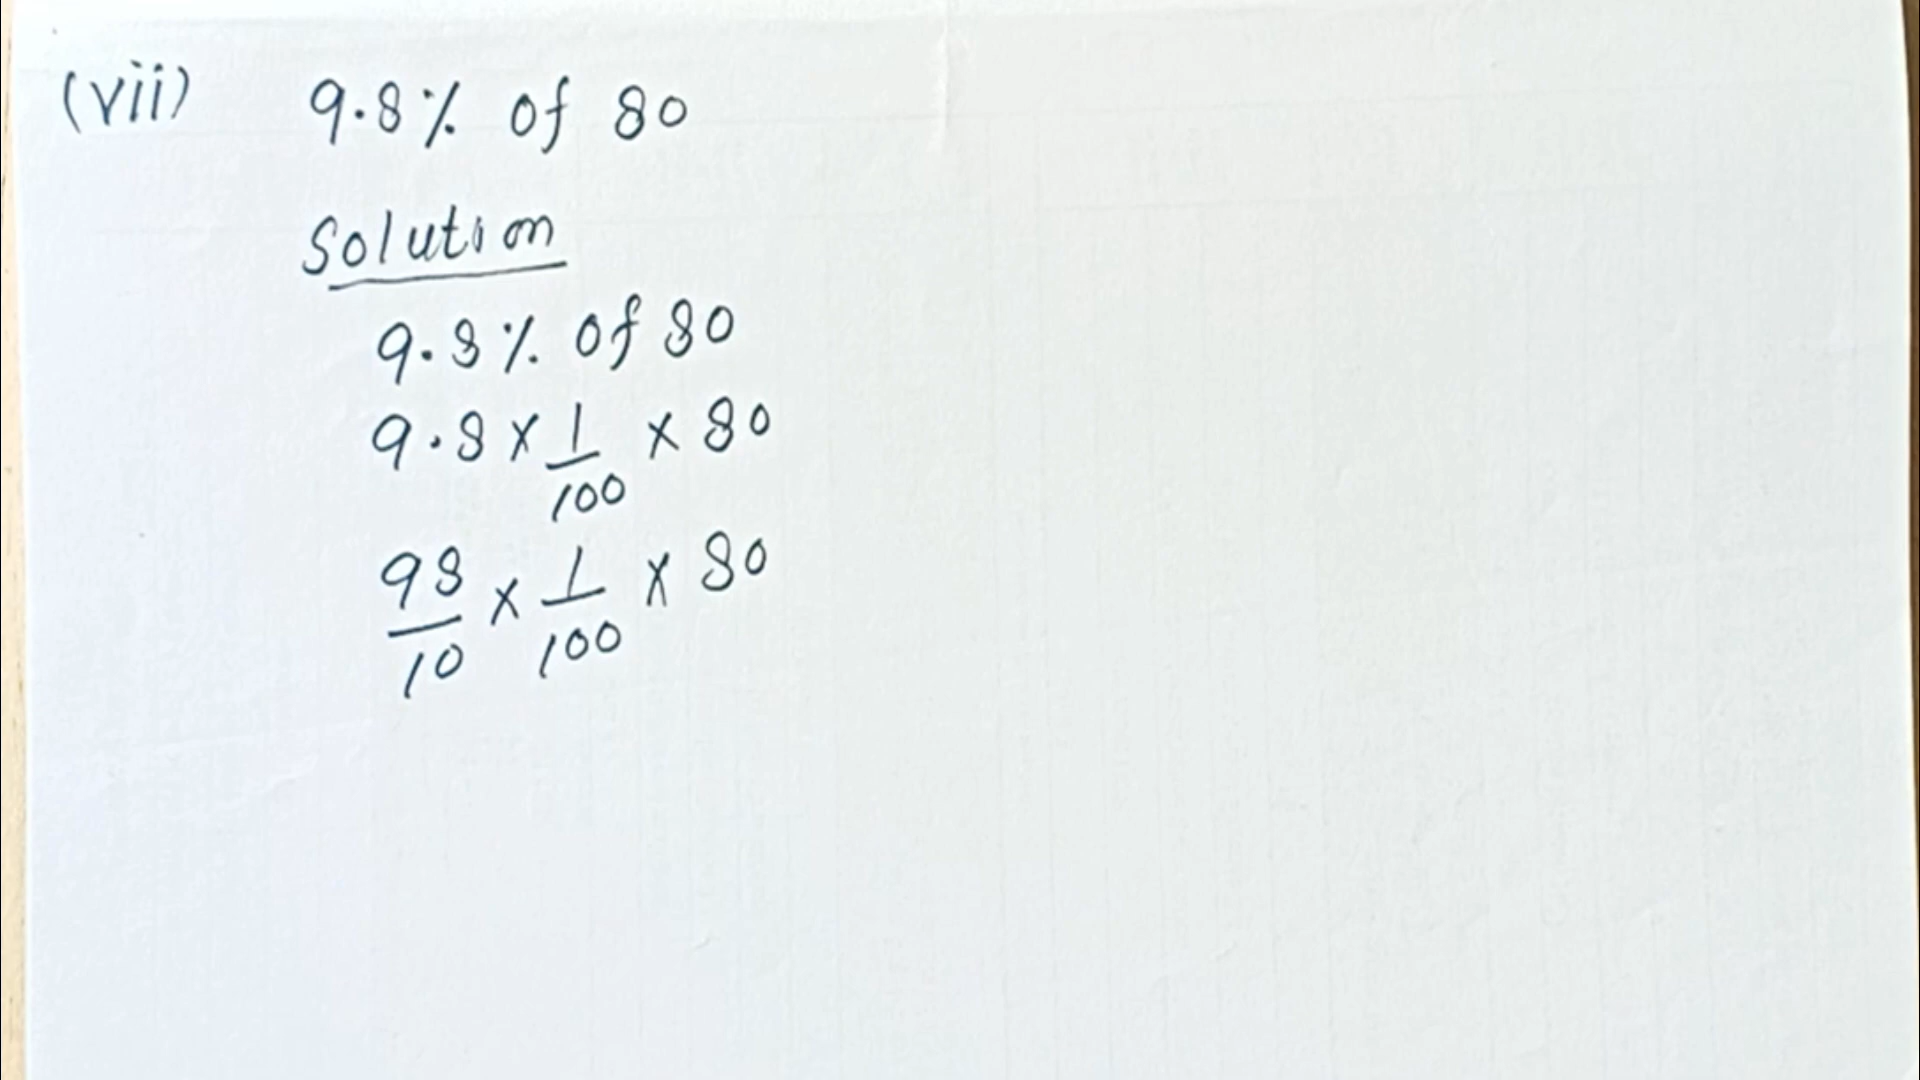 (vii) 9.8% of 80
Solution
9.8% of 80
9.8 × 1/100 × 80
98/10 × 1/100 × 80